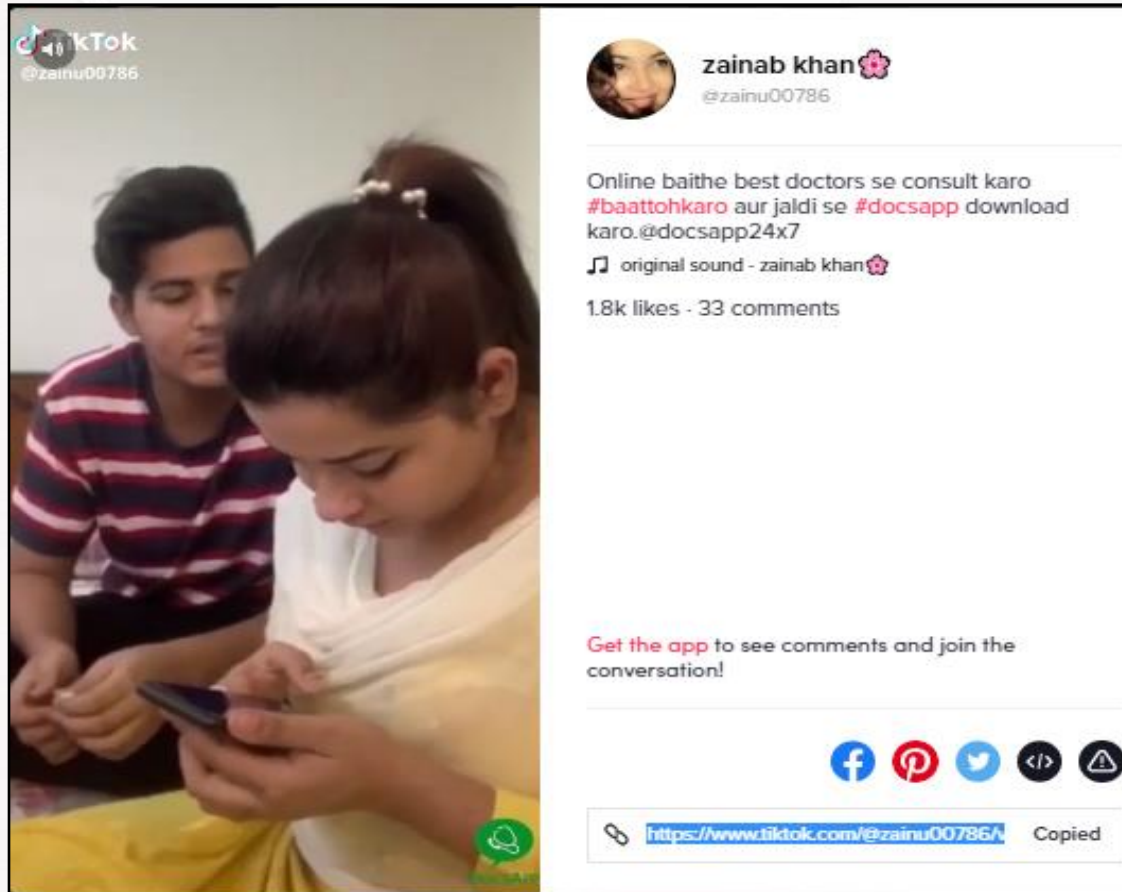 TikTok
@zainu00786
zainab khan🌸
@zainu00786
Online baithe best doctors se consult karo
#baattohkaro aur jaldi se #docsapp download
karo.@docsapp24x7
original sound - zainab khan🌸
1.8k likes - 33 comments
Get the app to see comments and join the
conversation!
</>
https://www.tiktok.com/@zainu00786/v
Copied